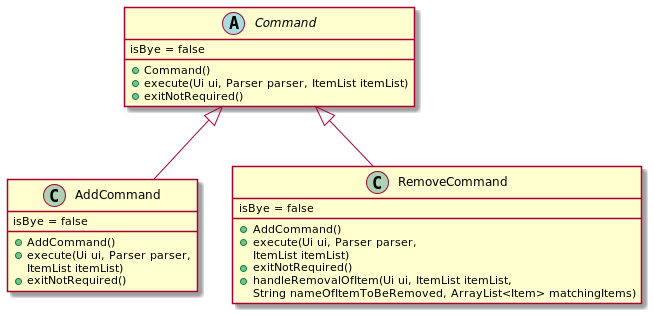 A Command
isBye = false
Command()
execute(Ui ui, Parser parser, ItemList itemList)
exitNotRequired()
C AddCommand
isBye = false
AddCommand()
execute(Ui ui, Parser parser,
ItemList itemList)
exitNotRequired()
C RemoveCommand
isBye = false
AddCommand()
execute(Ui ui, Parser parser,
ItemList itemList)
exitNotRequired()
handleRemovalOfItem(Ui ui, ItemList itemList,
String nameOfItemToBeRemoved, ArrayList<Item> matchingItems)